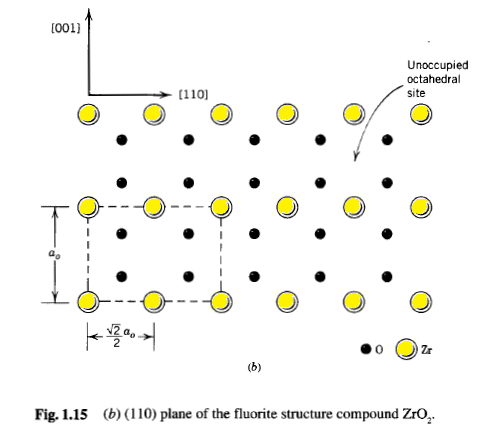 [001]
Unoccupied
octahedral
site
[110]
a₀
√2/2 a₀
O
Zr
(b)
Fig. 1.15 (b) (110) plane of the fluorite structure compound ZrO₂.